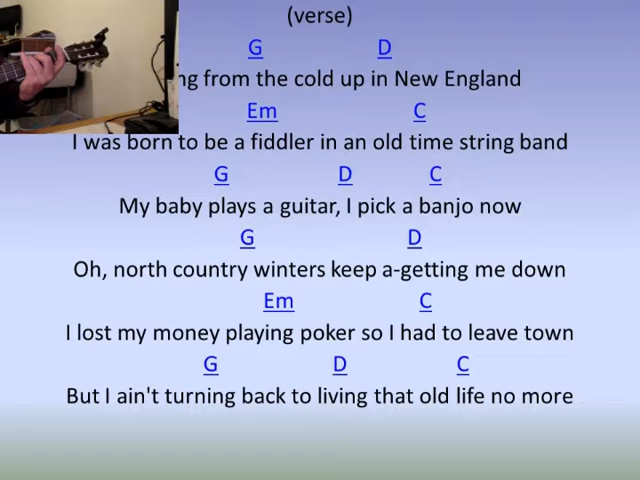 (verse)
G D
ng from the cold up in New England
Em C
I was born to be a fiddler in an old time string band
G D C
My baby plays a guitar, I pick a banjo now
G D
Oh, north country winters keep a-getting me down
Em C
I lost my money playing poker so I had to leave town
G D C
But I ain't turning back to living that old life no more